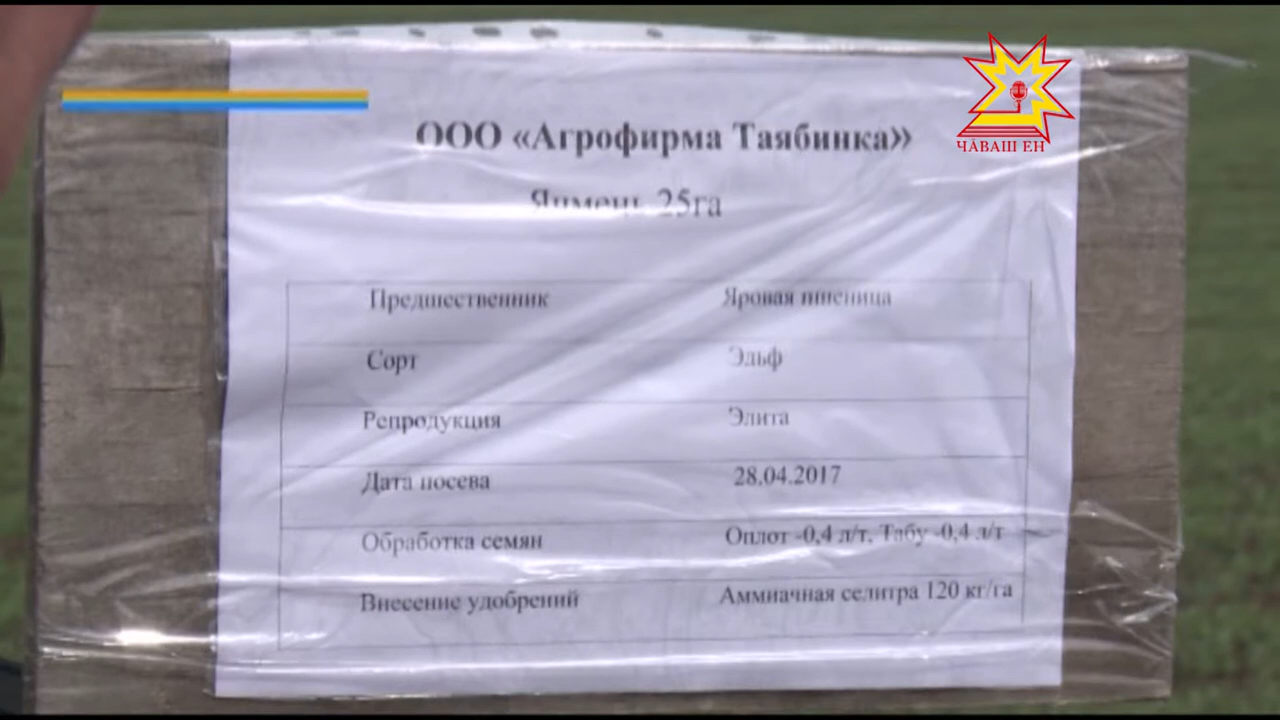 ЧӐВАШ ЕН
ООО «Агрофирма Таябинка»
Ячмень 25га
Предшественник Яровая пшеница
Сорт Эльф
Репродукция Элита
Дата посева 28.04.2017
Обработка семян Оплот -0,4 л/т, Табу -0,4 л/т
Внесение удобрений Аммиачная селитра 120 кг/га